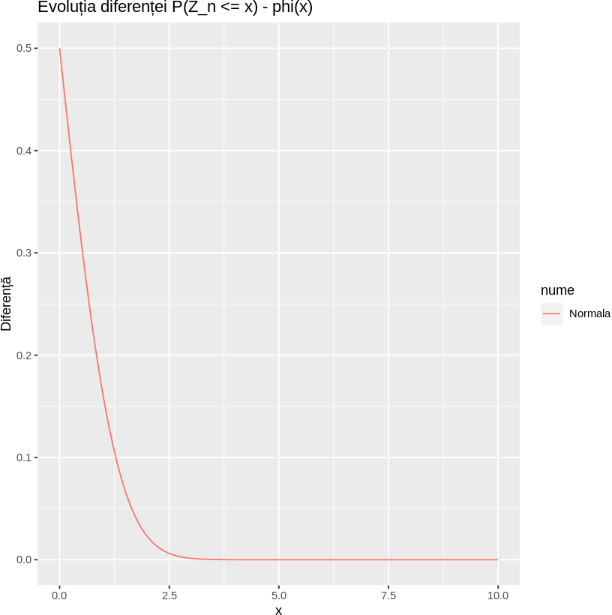 Evoluția diferenței P(Z_n <= x) - phi(x)
Diferență
0.5
0.4
0.3
0.2
0.1
0.0
0.0 2.5 5.0 7.5 10.0
x
nume
Normala